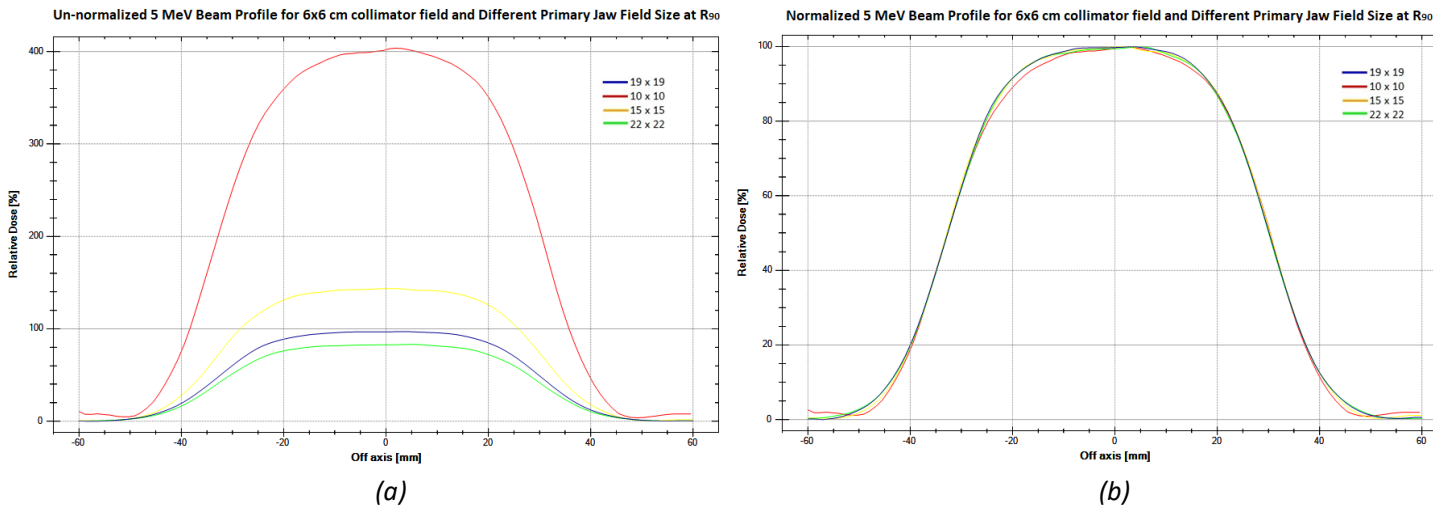 Un-normalized 5 MeV Beam Profile for 6x6 cm collimator field and Different Primary Jaw Field Size at R90
400
300
200
100
0
Relative Dose [%]
19 x 19
10 x 10
15 x 15
22 x 22
-60
-40
-20
0
20
40
60
Off axis [mm]
(a)
Normalized 5 MeV Beam Profile for 6x6 cm collimator field and Different Primary Jaw Field Size at R90
100
80
60
40
20
0
Relative Dose [%]
19 x 19
10 x 10
15 x 15
22 x 22
-60
-40
-20
0
20
40
60
Off axis [mm]
(b)